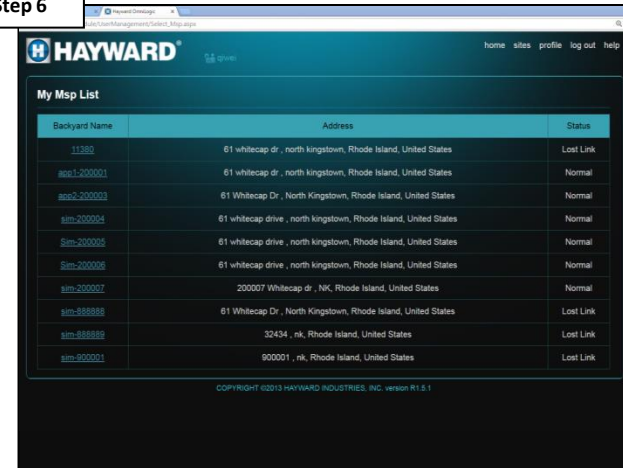 Step 6
Hayward OmniLogic
dule/UserManagement/Select_Msp.aspx
H HAYWARD®
home sites profile log out help
My Msp List
Backyard Name Address Status
11380 61 whitecap dr , north kingstown, Rhode Island, United States Lost Link
app1-200001 61 whitecap dr , north kingstown, Rhode Island, United States Normal
app2-200003 61 Whitecap Dr , North Kingstown, Rhode Island, United States Normal
sim-200004 61 whitecap drive , north kingstown, Rhode Island, United States Normal
Sim-200005 61 whitecap drive , north kingstown, Rhode Island, United States Normal
Sim-200006 61 whitecap drive , north kingstown, Rhode Island, United States Normal
sim-200007 200007 Whitecap dr , NK, Rhode Island, United States Normal
sim-888888 61 Whitecap Dr , North Kingstown, Rhode Island, United States Lost Link
sim-888889 32434 , nk, Rhode Island, United States Lost Link
sim-900001 900001 , nk, Rhode Island, United States Lost Link
COPYRIGHT ©2013 HAYWARD INDUSTRIES, INC. version R1.5.1